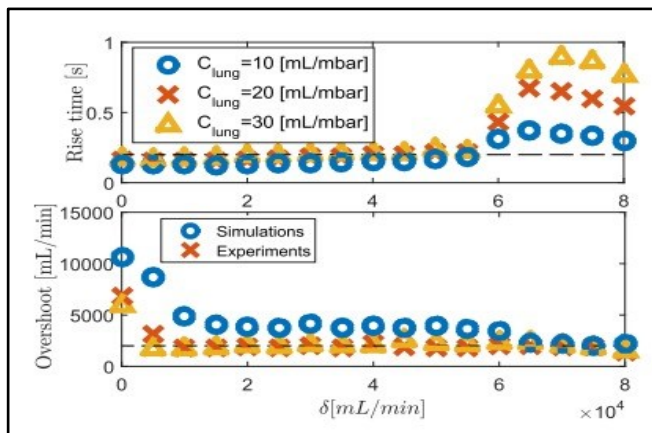 1
Rise time [s]
0.5
0
C_lung=10 [mL/mbar]
C_lung=20 [mL/mbar]
C_lung=30 [mL/mbar]
0 2 4 6 8
15000
Overshoot [mL/min]
10000
5000
0
Simulations
Experiments
0 2 4 6 8
δ[mL/min]
×10^4